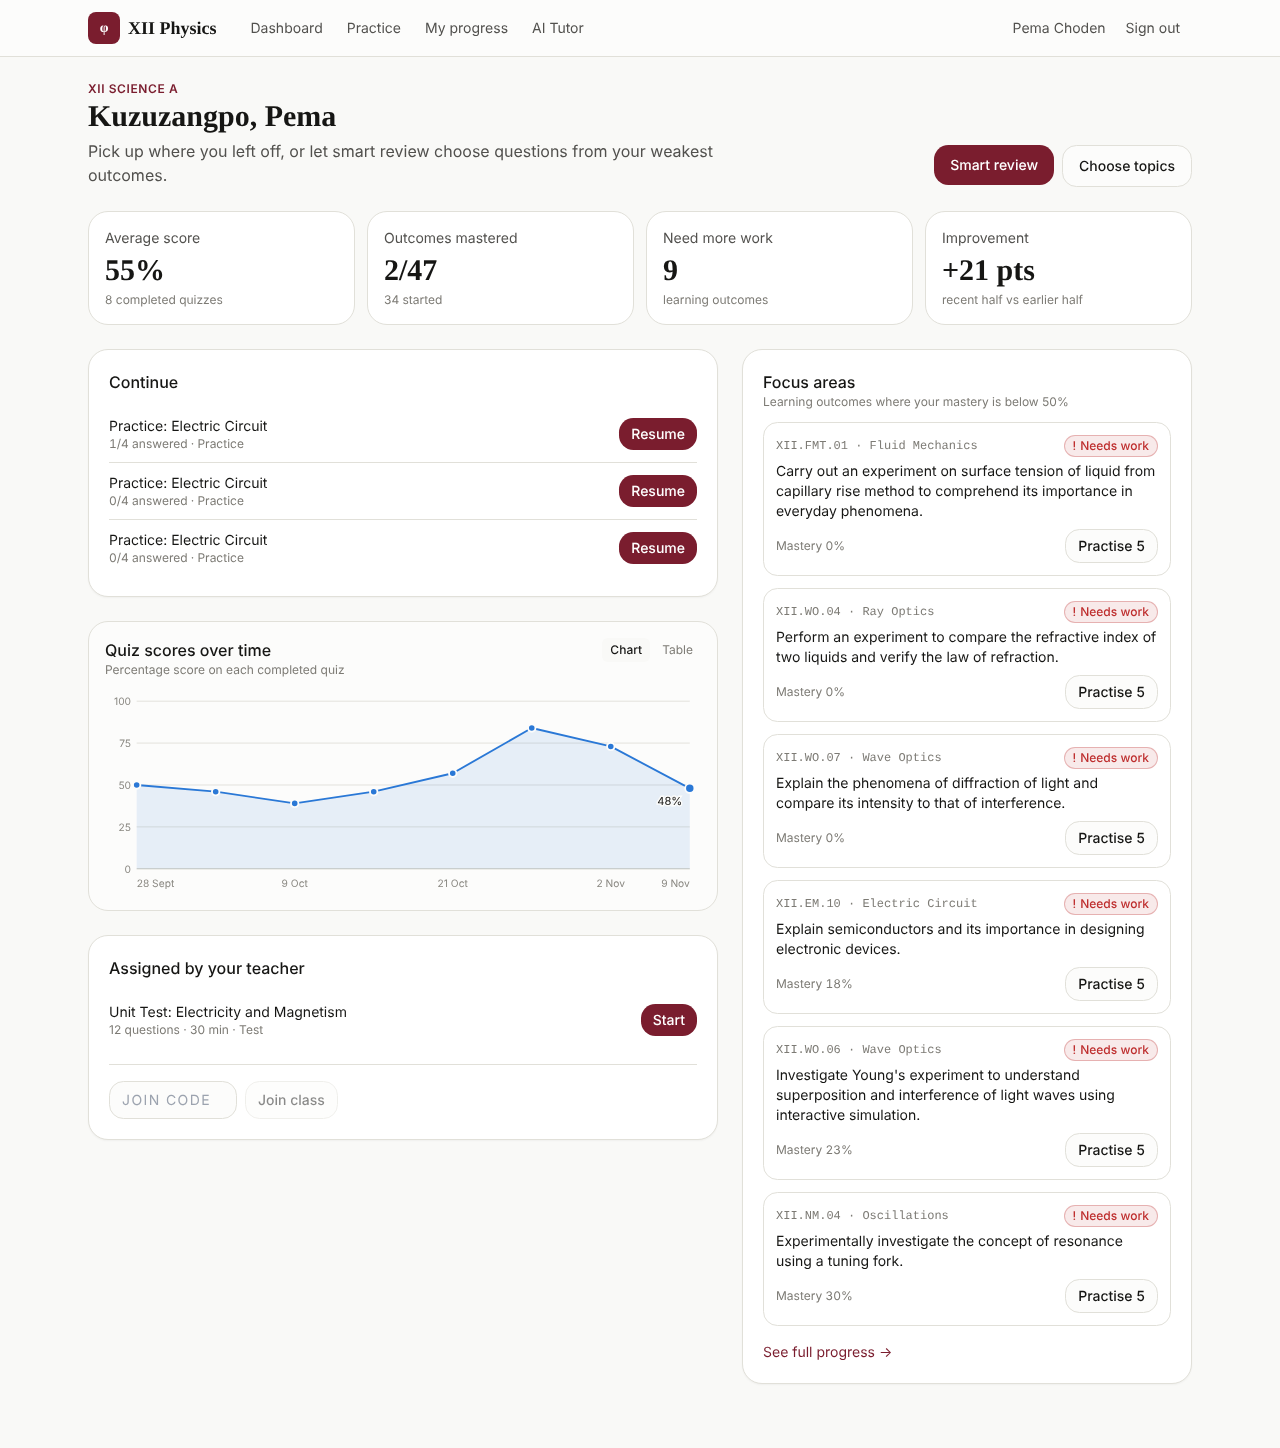 φ XII Physics Dashboard Practice My progress AI Tutor Pema Choden Sign out
XII SCIENCE A
Kuzuzangpo, Pema
Pick up where you left off, or let smart review choose questions from your weakest
outcomes.
Smart review Choose topics
Average score
55%
8 completed quizzes
Outcomes mastered
2/47
34 started
Need more work
9
learning outcomes
Improvement
+21 pts
recent half vs earlier half
Continue
Practice: Electric Circuit
1/4 answered · Practice
Resume
Practice: Electric Circuit
0/4 answered · Practice
Resume
Practice: Electric Circuit
0/4 answered · Practice
Resume
Quiz scores over time
Percentage score on each completed quiz
Chart Table
100
75
50
25
0
48%
28 Sept 9 Oct 21 Oct 2 Nov 9 Nov
Assigned by your teacher
Unit Test: Electricity and Magnetism
12 questions · 30 min · Test
Start
JOIN CODE Join class
Focus areas
Learning outcomes where your mastery is below 50%
XII.FMT.01 · Fluid Mechanics ! Needs work
Carry out an experiment on surface tension of liquid from
capillary rise method to comprehend its importance in
everyday phenomena.
Mastery 0% Practise 5
XII.WO.04 · Ray Optics ! Needs work
Perform an experiment to compare the refractive index of
two liquids and verify the law of refraction.
Mastery 0% Practise 5
XII.WO.07 · Wave Optics ! Needs work
Explain the phenomena of diffraction of light and
compare its intensity to that of interference.
Mastery 0% Practise 5
XII.EM.10 · Electric Circuit ! Needs work
Explain semiconductors and its importance in designing
electronic devices.
Mastery 18% Practise 5
XII.WO.06 · Wave Optics ! Needs work
Investigate Young's experiment to understand
superposition and interference of light waves using
interactive simulation.
Mastery 23% Practise 5
XII.NM.04 · Oscillations ! Needs work
Experimentally investigate the concept of resonance
using a tuning fork.
Mastery 30% Practise 5
See full progress →